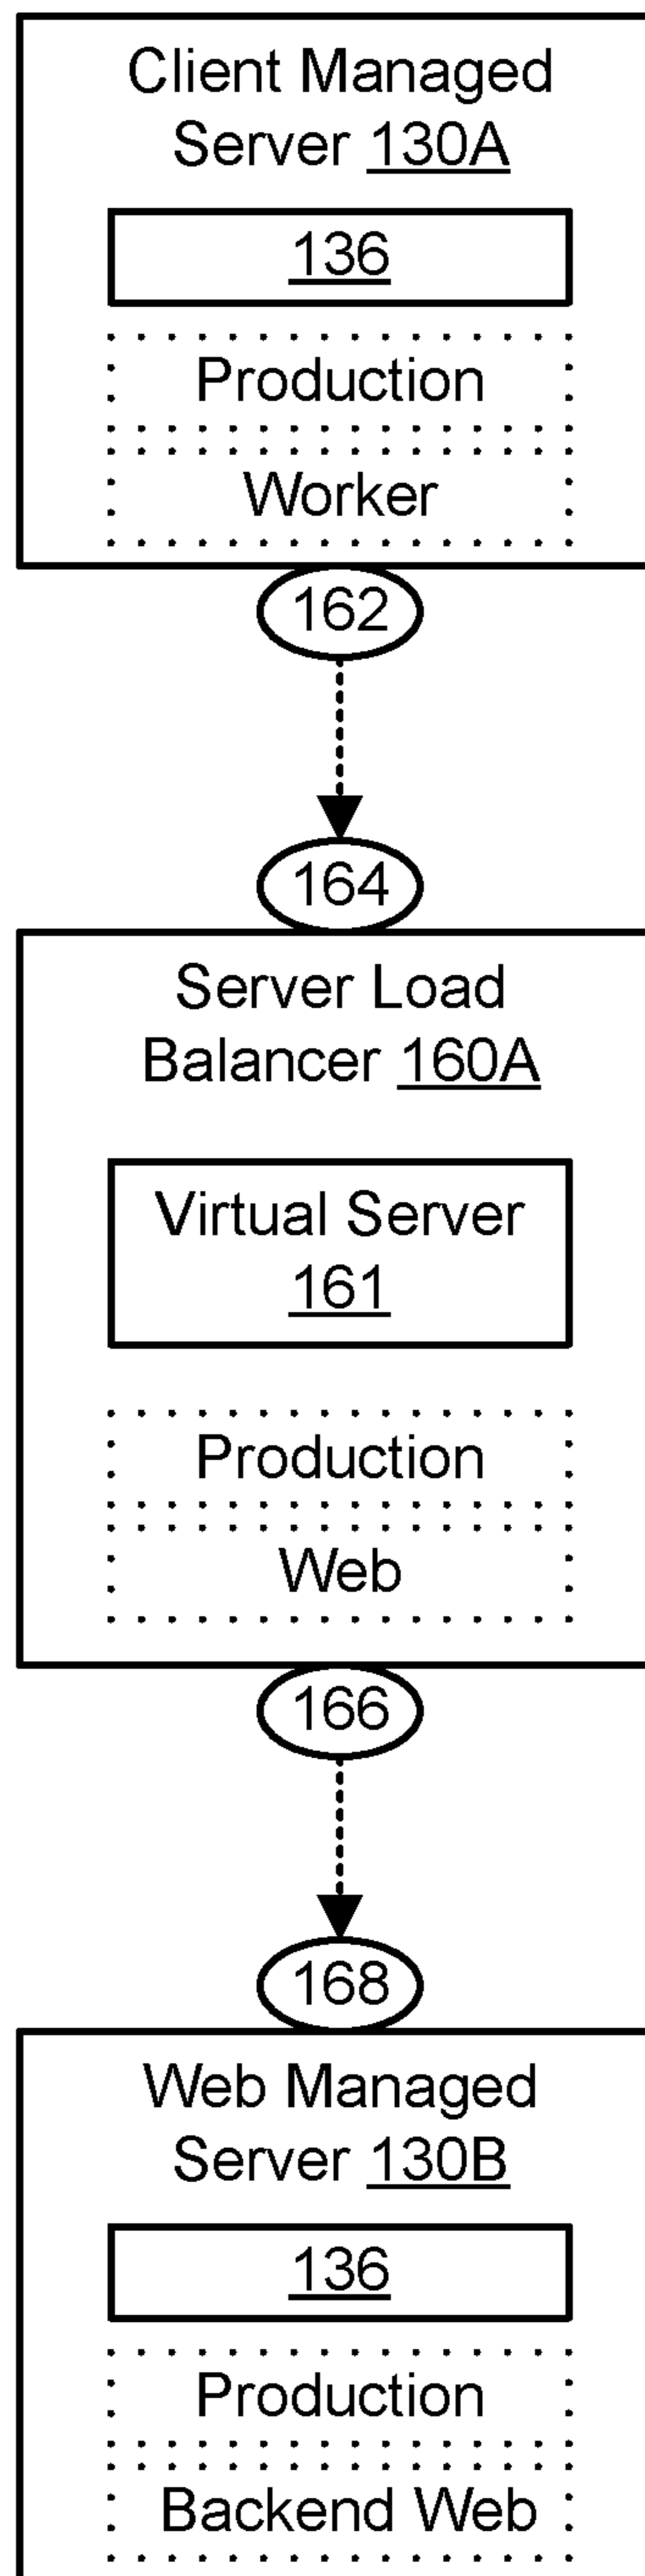 Client Managed
Server 130A
136
Production
Worker
162
164
Server Load
Balancer 160A
Virtual Server
161
Production
Web
166
168
Web Managed
Server 130B
136
Production
Backend Web